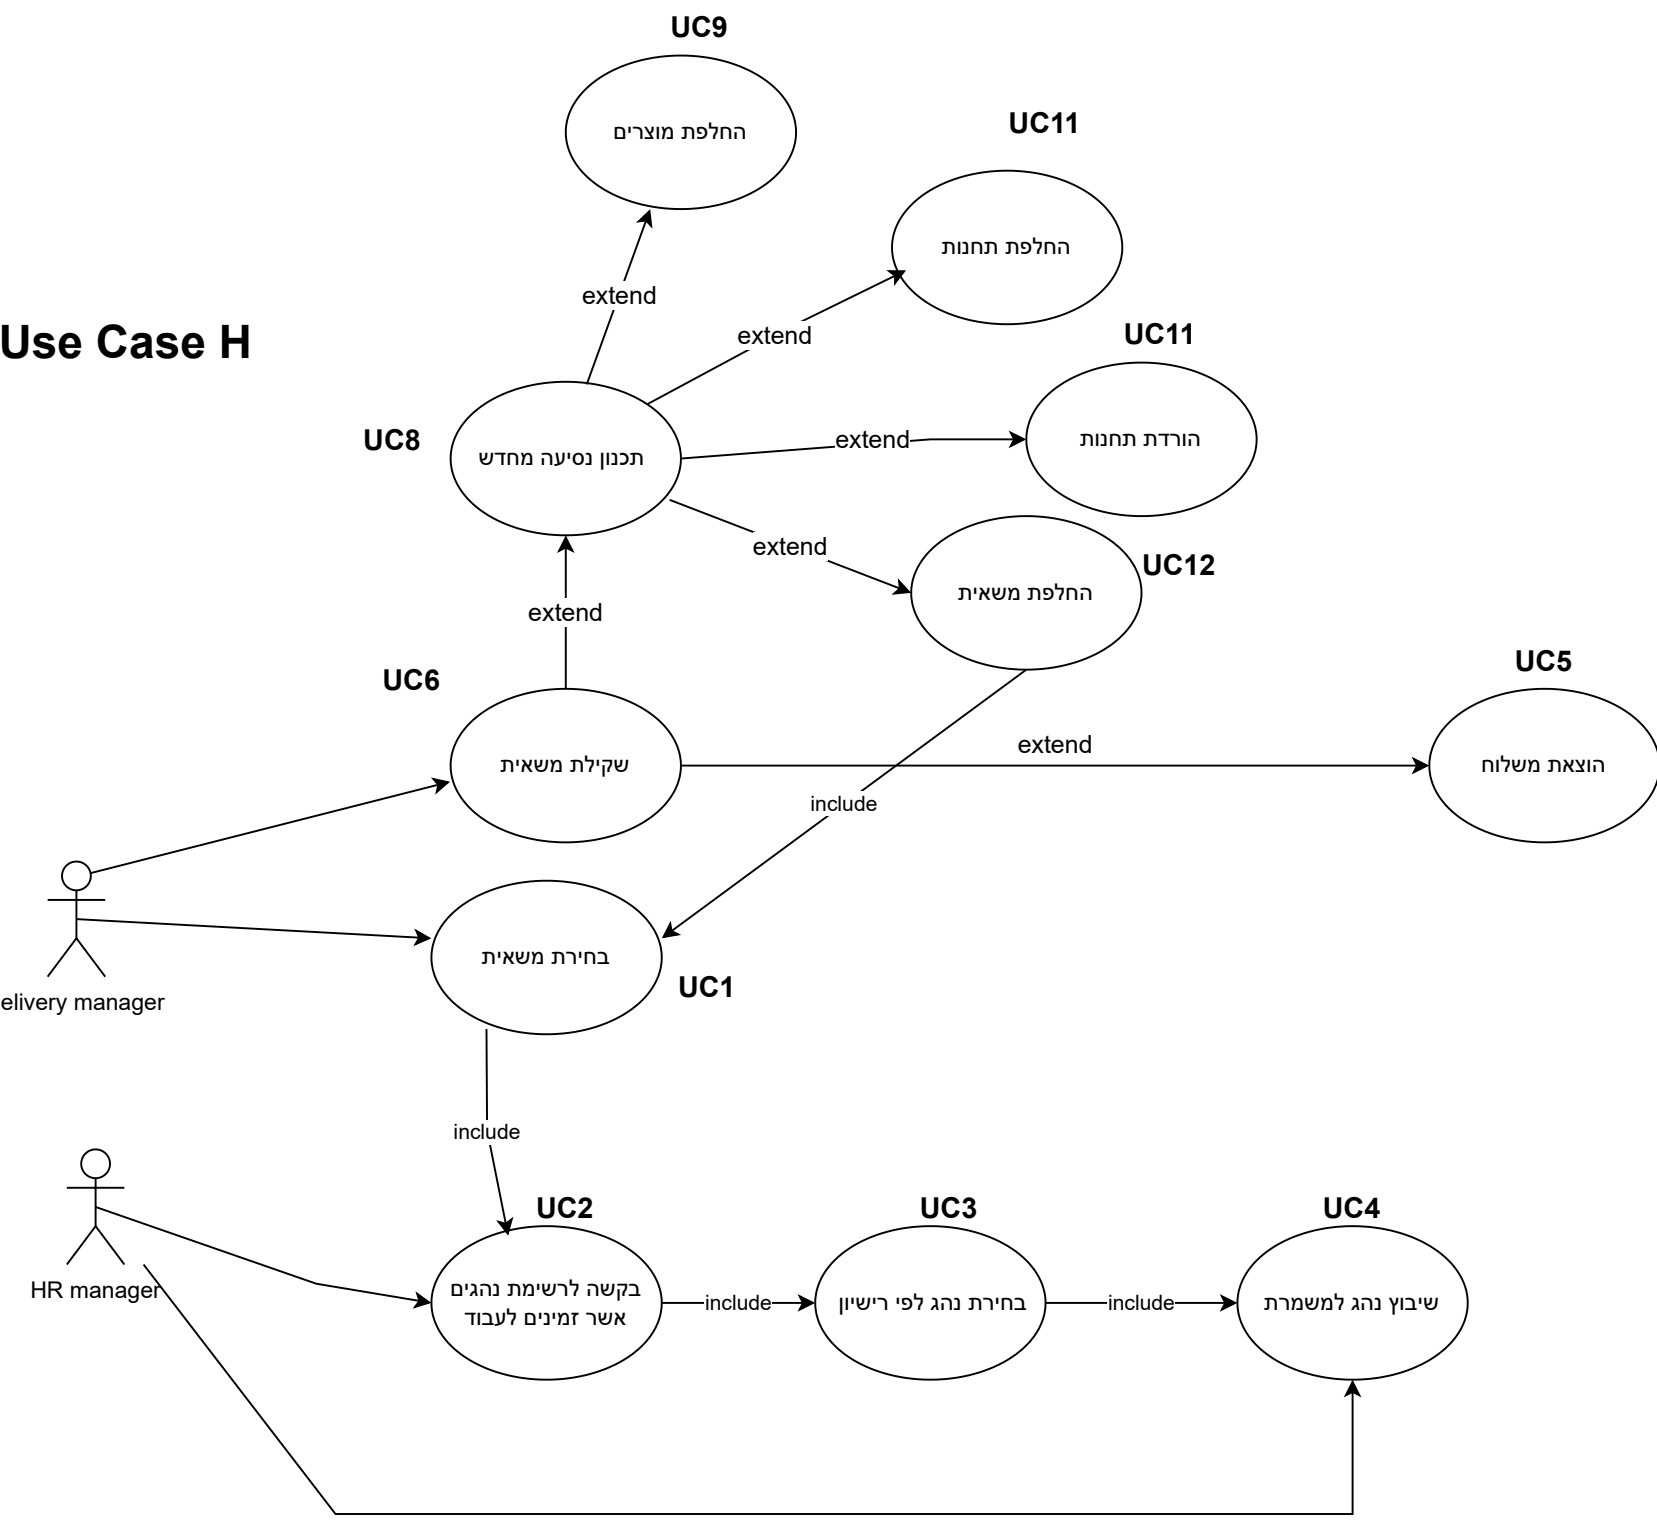 UC9
החלפת מוצרים
UC11
החלפת תחנות
extend
extend
UC11
Use Case H
הורדת תחנות
extend
UC8
תכנון נסיעה מחדש
extend
UC12
החלפת משאית
extend
UC6
UC5
שקילת משאית
extend
הוצאת משלוח
include
בחירת משאית
UC1
elivery manager
include
UC2
UC3
UC4
HR manager
בקשה לרשימת נהגים
אשר זמינים לעבוד
include
בחירת נהג לפי רישיון
include
שיבוץ נהג למשמרת